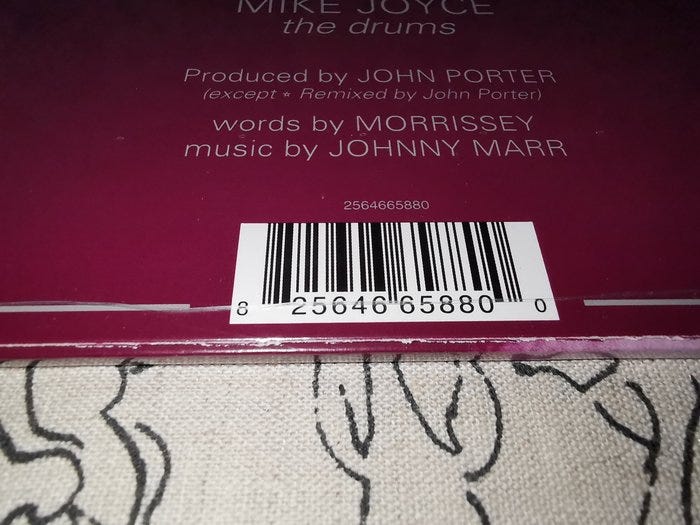 MIKE JOYCE
the drums
Produced by JOHN PORTER
(except * Remixed by John Porter)
words by MORRISSEY
music by JOHNNY MARR
2564665880
8 25646 65880 0